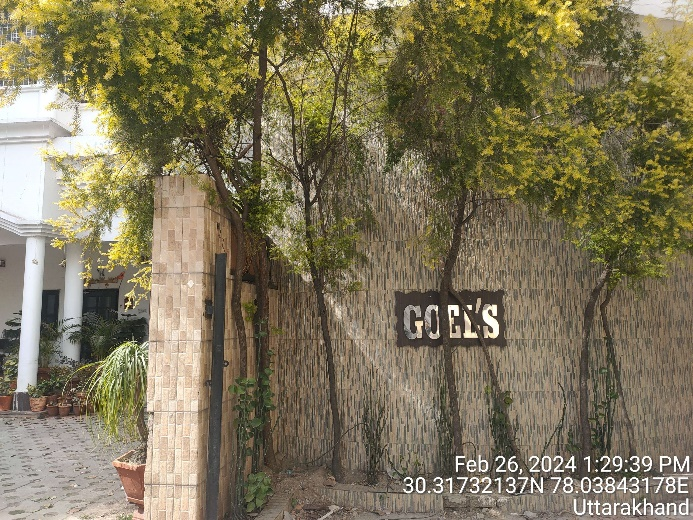 GOEL'S
Feb 26, 2024 1:29:39 PM
30.31732137N 78.03843178E
Uttarakhand